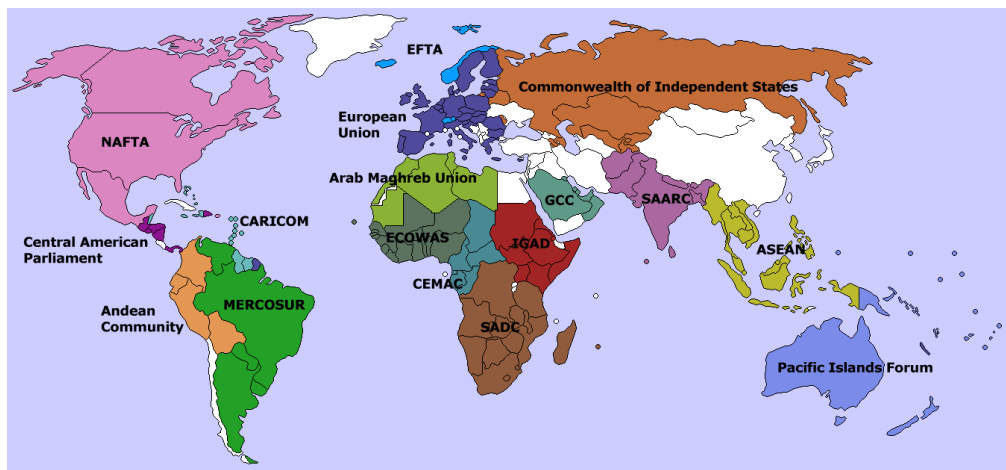 EFTA
Commonwealth of Independent States
European
Union
NAFTA
Arab Maghreb Union
GCC
SAARC
CARICOM
ECOWAS
IGAD
Central American
Parliament
ASEAN
CEMAC
MERCOSUR
Andean
Community
SADC
Pacific Islands Forum